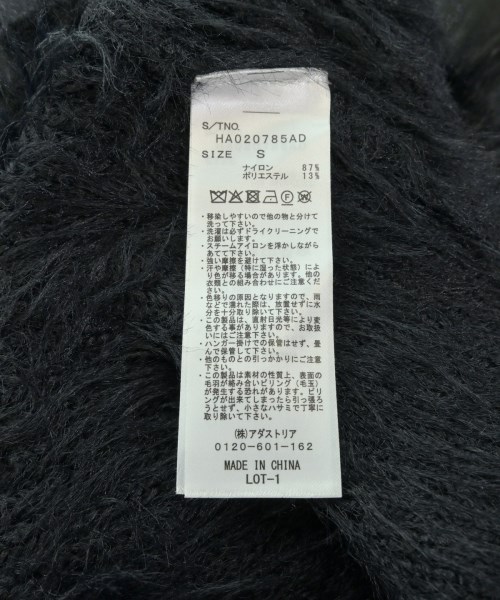 S/TNO.
HA020785AD
SIZE S
ナイロン 87%
ポリエステル 13%
・移染しやすいので他の物と分けて
洗って下さい。
・洗濯は必ずドライクリーニングで
お願いします。
・スチームアイロンを浮かしながら
あてて下さい。
・強い摩擦を避けて下さい。
・汗や摩擦(特に湿った状態)によ
り色が移る場合があります。他の
衣類との組み合わせにご注意くだ
さい。
・色移りの原因となりますので、雨
などで濡れた際は、放置せずに水
分を十分取り除いて下さい。
・この製品は、直射日光等により変
色する事がありますので、お取扱
いにはご注意下さい。
・ハンガー掛けでの保管はせず、畳
んで保管して下さい。
・他のものとの引っかかりにご注意
下さい。
・この製品は素材の性質上、表面の
毛羽が絡み合いピリング(毛玉)
が発生する恐れがあります。ピリ
ングが出来てしまったら引っ張ろ
うとせず、小さなハサミで丁寧に
取り除いて下さい。
(株)アダストリア
0120-601-162
MADE IN CHINA
LOT-1